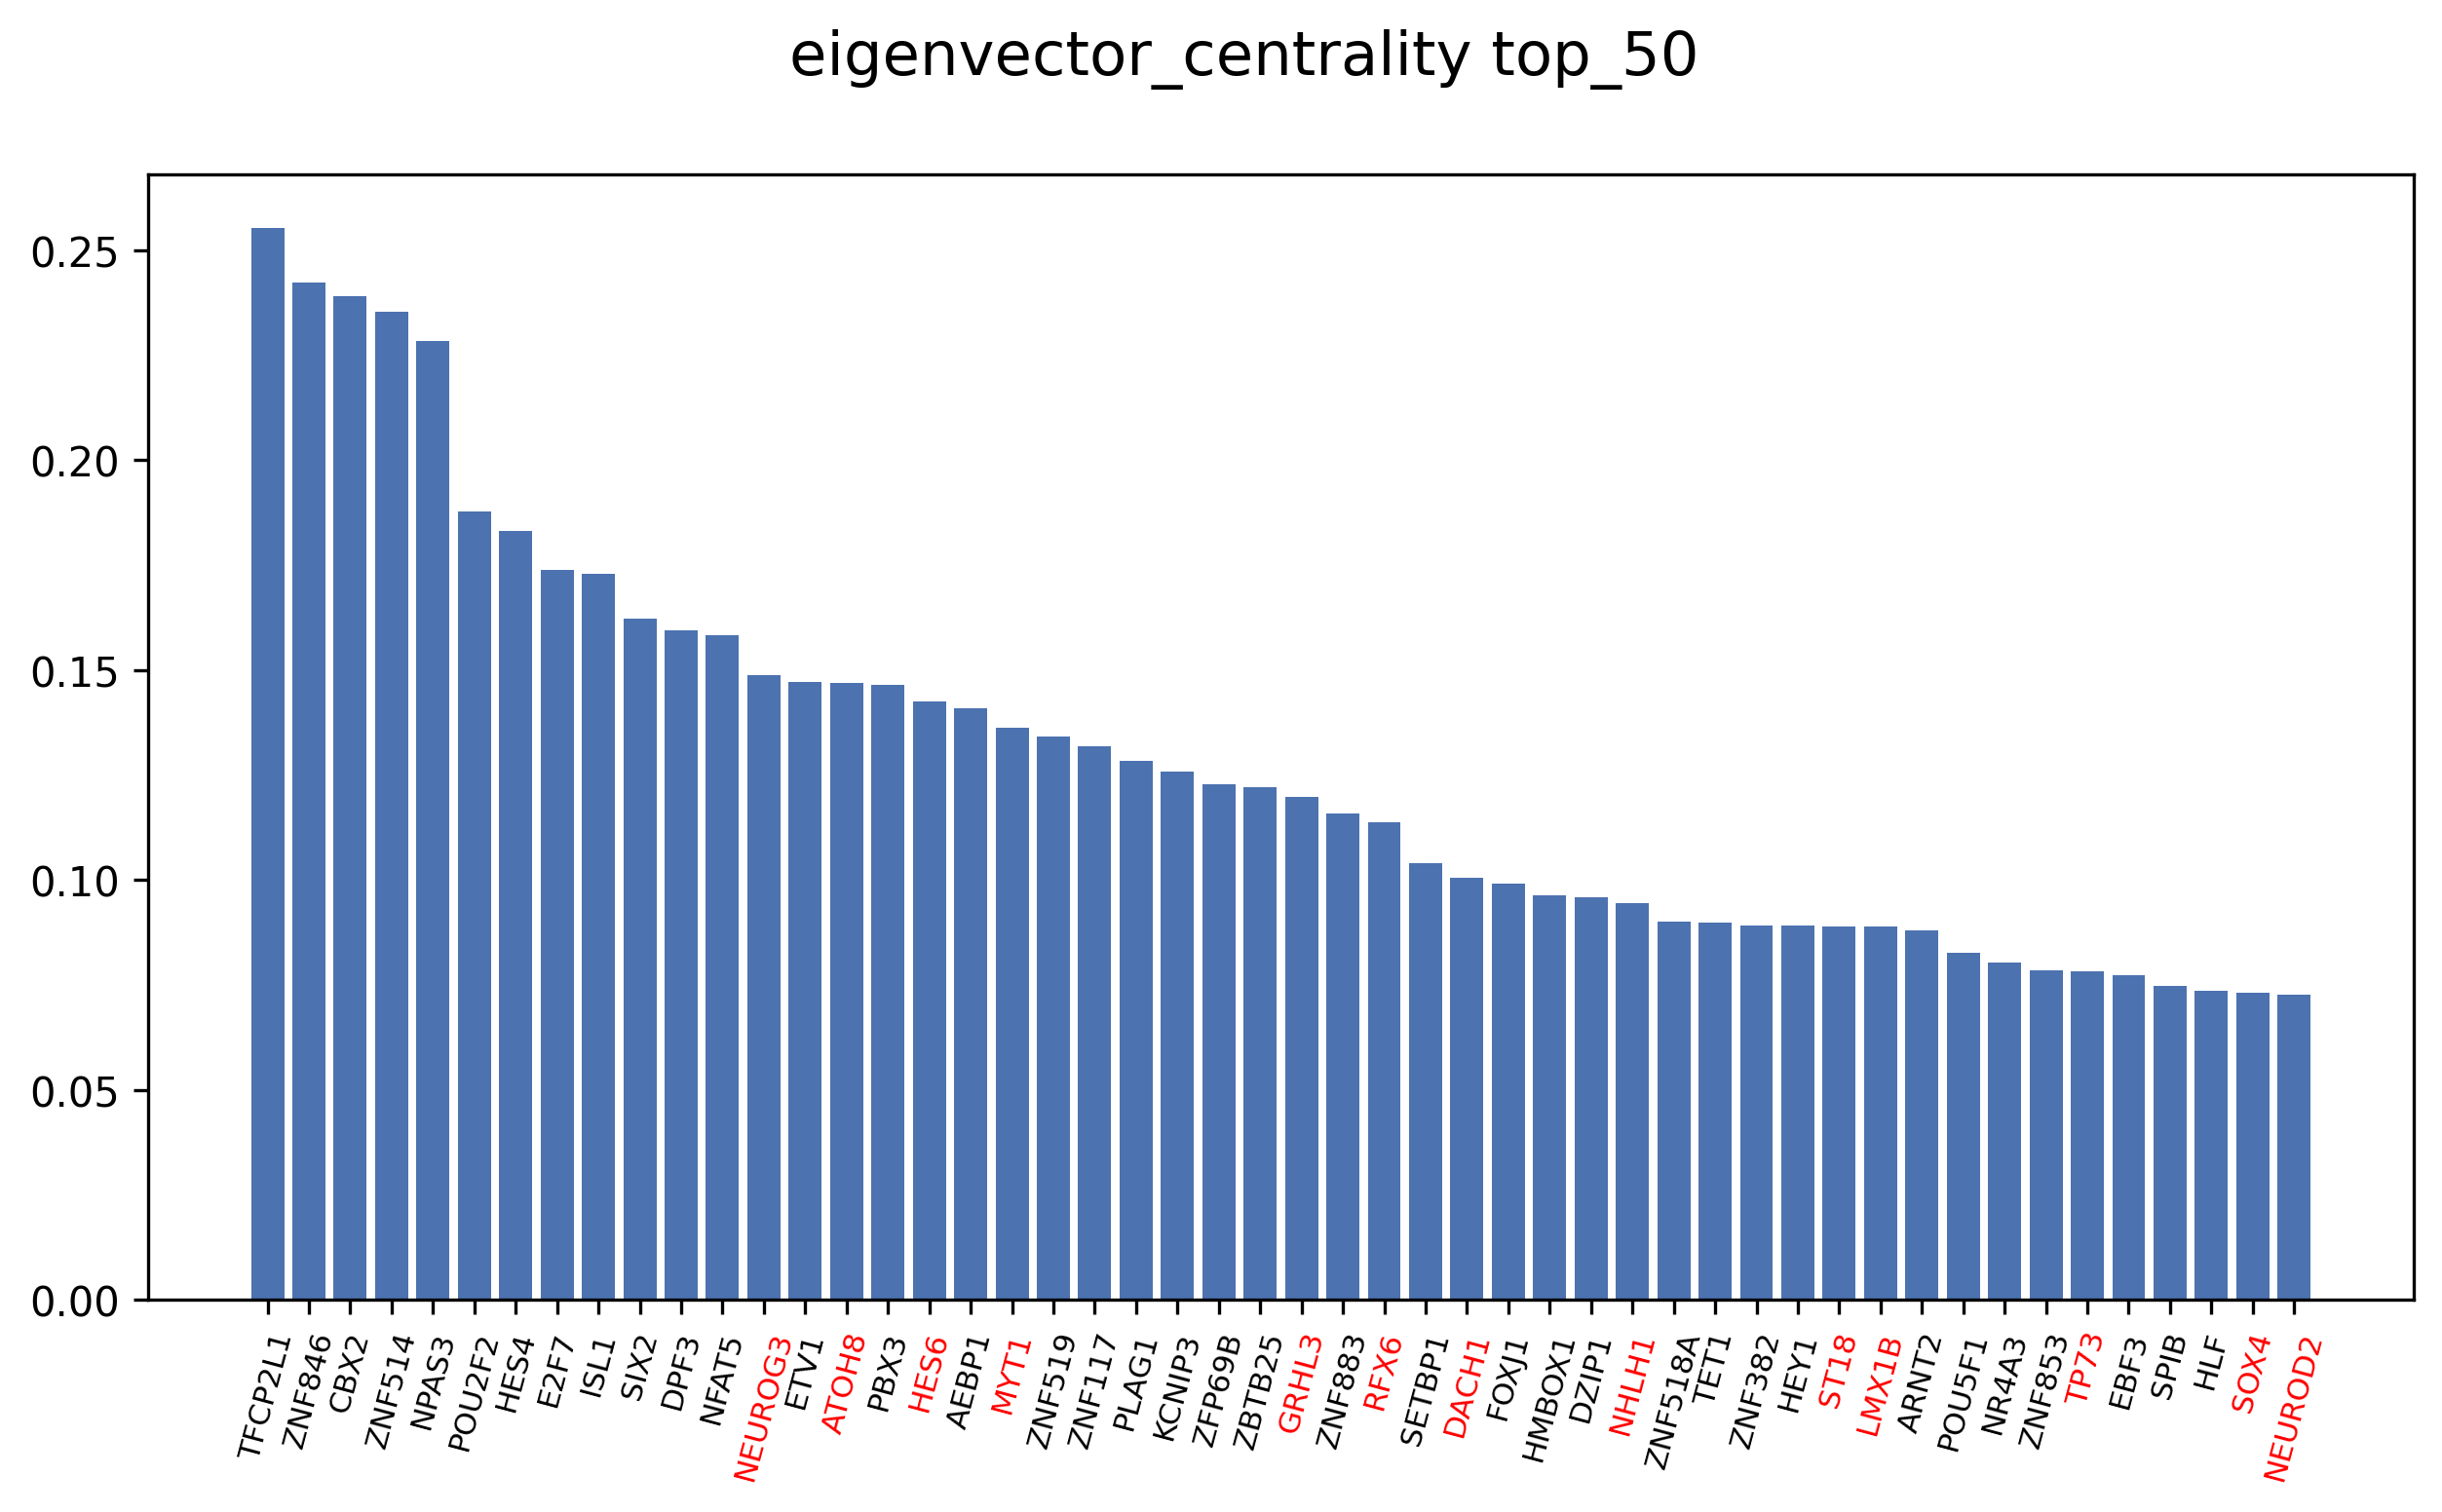 eigenvector_centrality top_50
0.25
0.20
0.15
0.10
0.05
0.00
TFCP2L1
ZNF846
CBX2
ZNF514
NPAS3
POU2F2
HES4
E2F7
ISL1
SIX2
DPF3
NFAT5
NEUROG3
ETV1
ATOH8
PBX3
HES6
AEBP1
MYT1
ZNF519
ZNF117
PLAG1
KCNIP3
ZFP69B
ZBTB25
GRHL3
ZNF883
RFX6
SETBP1
DACH1
FOXJ1
HMBOX1
DZIP1
NHLH1
ZNF518A
TET1
ZNF382
HEY1
ST18
LMX1B
ARNT2
POU5F1
NR4A3
ZNF853
TP73
EBF3
SPIB
HLF
SOX4
NEUROD2